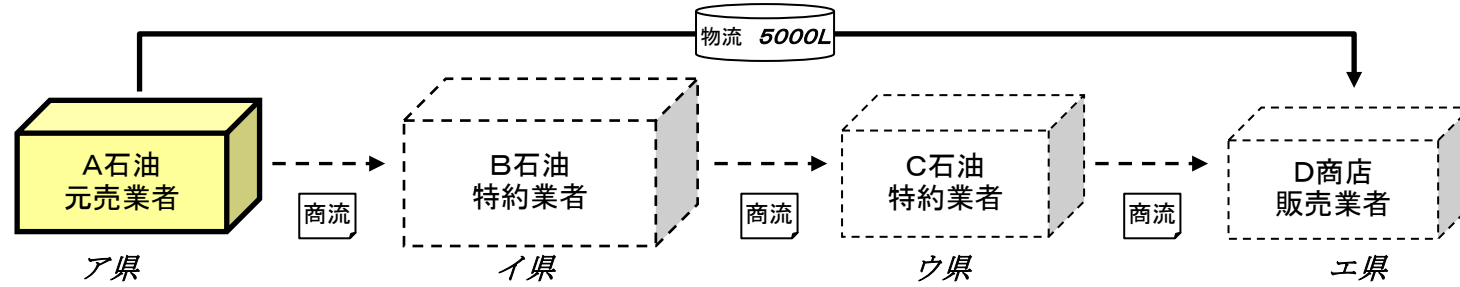 物流 5000L
A石油
元売業者
商流
B石油
特約業者
商流
C石油
特約業者
商流
D商店
販売業者
ア県
イ県
ウ県
エ県